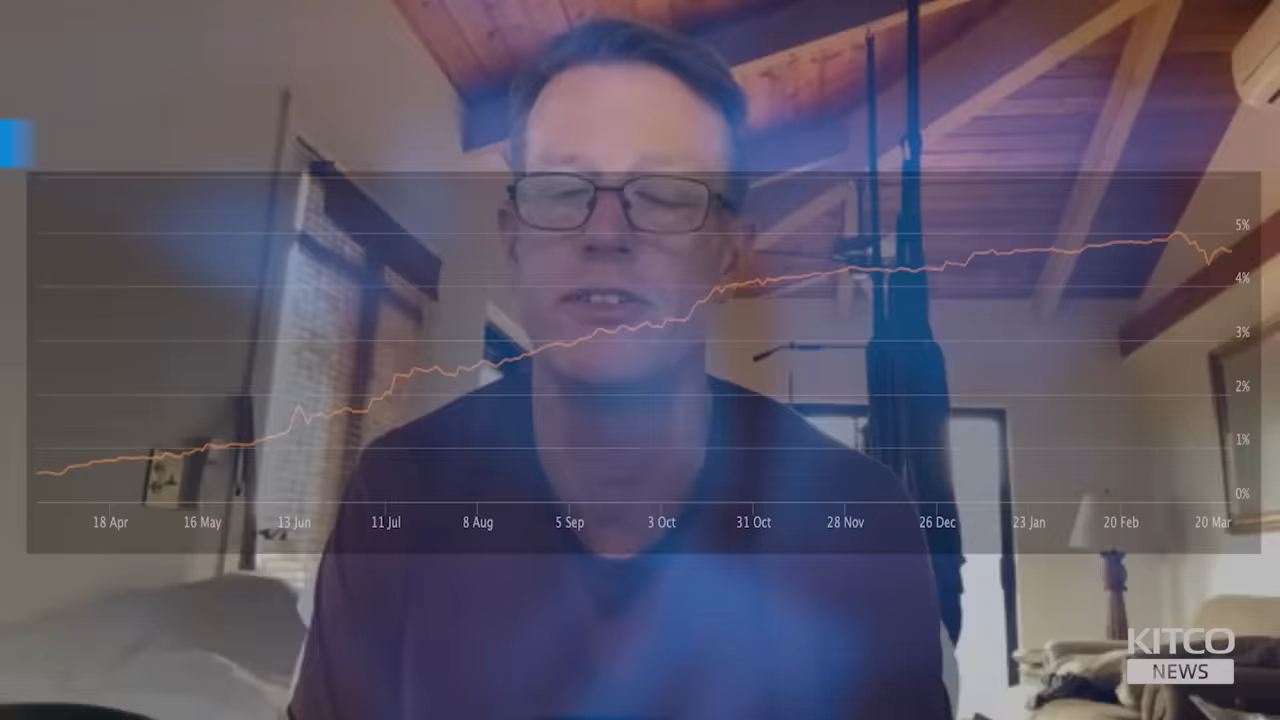 5%
4%
3%
2%
1%
0%
18 Apr 16 May 13 Jun 11 Jul 8 Aug 5 Sep 3 Oct 31 Oct 28 Nov 26 Dec 23 Jan 20 Feb 20 Mar
KITCO
NEWS